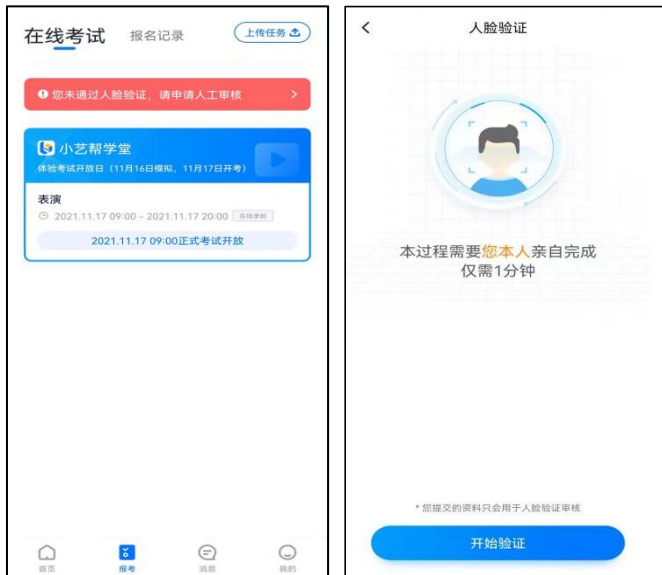 在线考试
报名记录
上传任务
您未通过人脸验证，请申请人工审核
小艺帮学堂
体验考试开放日（11月16日模拟，11月17日开考）
表演
2021.11.17 09:00 - 2021.11.17 20:00 在线录制
2021.11.17 09:00正式考试开放
首页
报考
消息
我的
人脸验证
本过程需要您本人亲自完成
仅需1分钟
* 您提交的资料只会用于人脸验证审核
开始验证